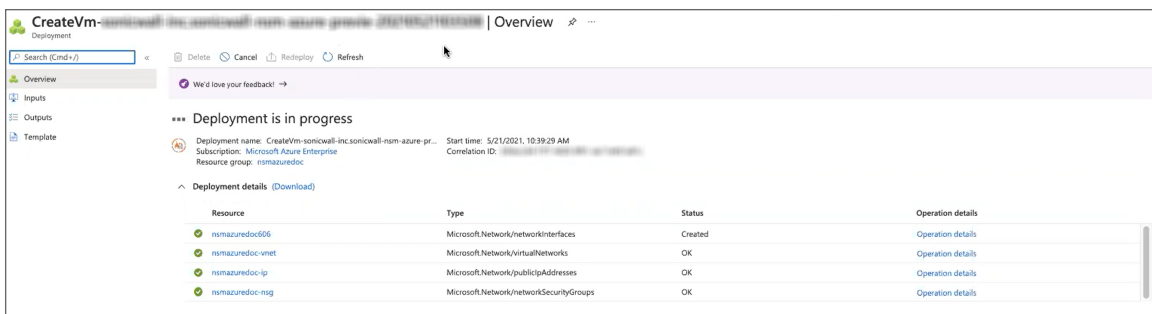 CreateVm- | Overview ...
Deployment
Search (Cmd+/) «
Delete Cancel Redeploy Refresh
Overview
We'd love your feedback! →
Inputs
Outputs
Deployment is in progress
Template
Deployment name: CreateVm-sonicwall-inc.sonicwall-nsm-azure-pr... Start time: 5/21/2021, 10:39:29 AM
Subscription: Microsoft Azure Enterprise Correlation ID:
Resource group: nsmazuredoc
Deployment details (Download)
Resource Type Status Operation details
nsmazuredoc606 Microsoft.Network/networkInterfaces Created Operation details
nsmazuredoc-vnet Microsoft.Network/virtualNetworks OK Operation details
nsmazuredoc-ip Microsoft.Network/publicIpAddresses OK Operation details
nsmazuredoc-nsg Microsoft.Network/networkSecurityGroups OK Operation details